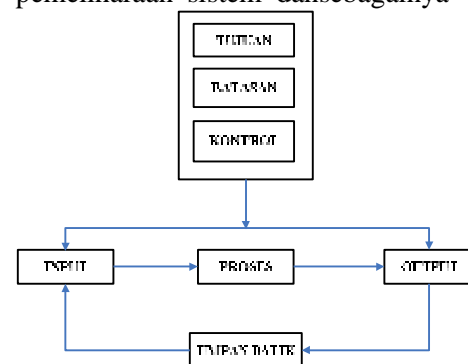 pemeliharaan sistem dansebagainya
TUJUAN
BATASAN
KONTROL
INPUT
PROSES
OUTPUT
UMPAN BALIK